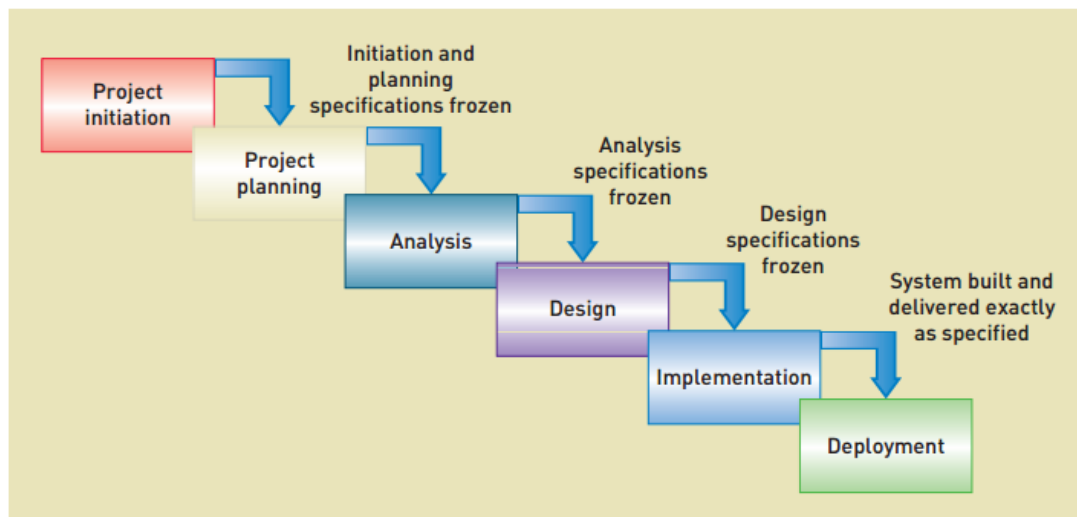 Project
initiation
Initiation and
planning
specifications frozen
Project
planning
Analysis
specifications
frozen
Analysis
Design
specifications
frozen
Design
System built and
delivered exactly
as specified
Implementation
Deployment